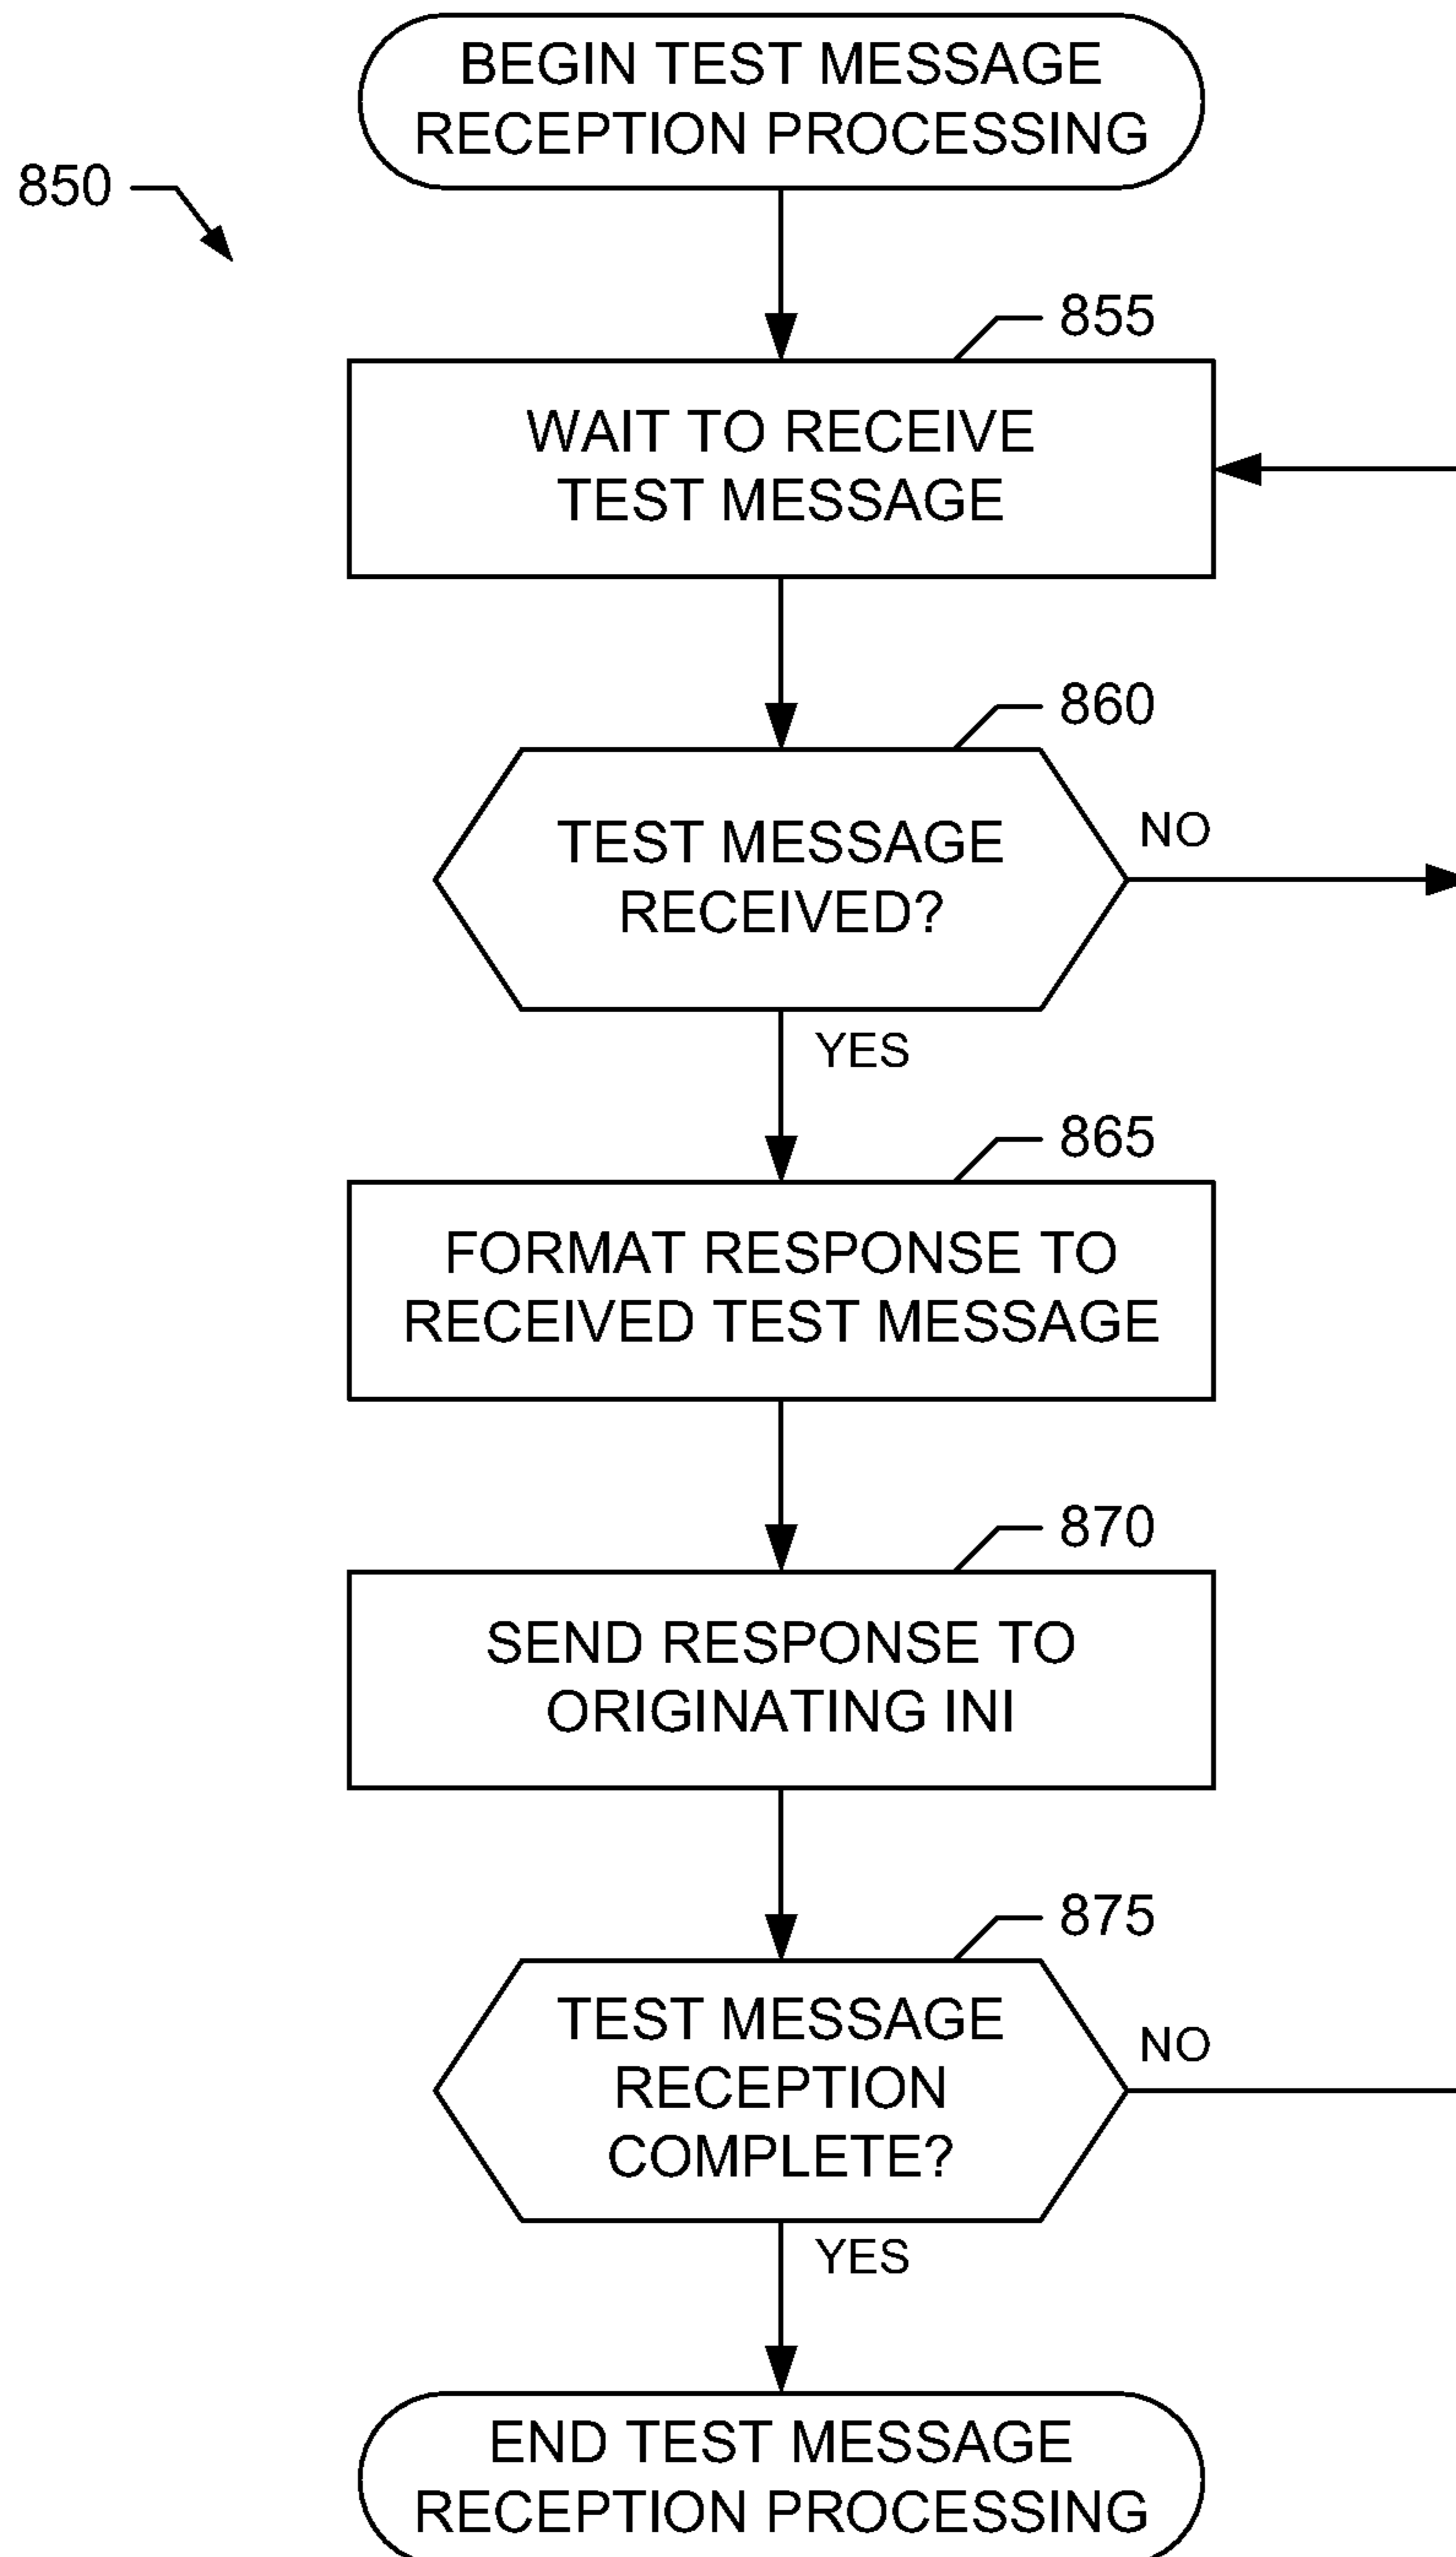 BEGIN TEST MESSAGE
RECEPTION PROCESSING
850
855
WAIT TO RECEIVE
TEST MESSAGE
860
TEST MESSAGE
RECEIVED?
NO
YES
865
FORMAT RESPONSE TO
RECEIVED TEST MESSAGE
870
SEND RESPONSE TO
ORIGINATING INI
875
TEST MESSAGE
RECEPTION
COMPLETE?
NO
YES
END TEST MESSAGE
RECEPTION PROCESSING